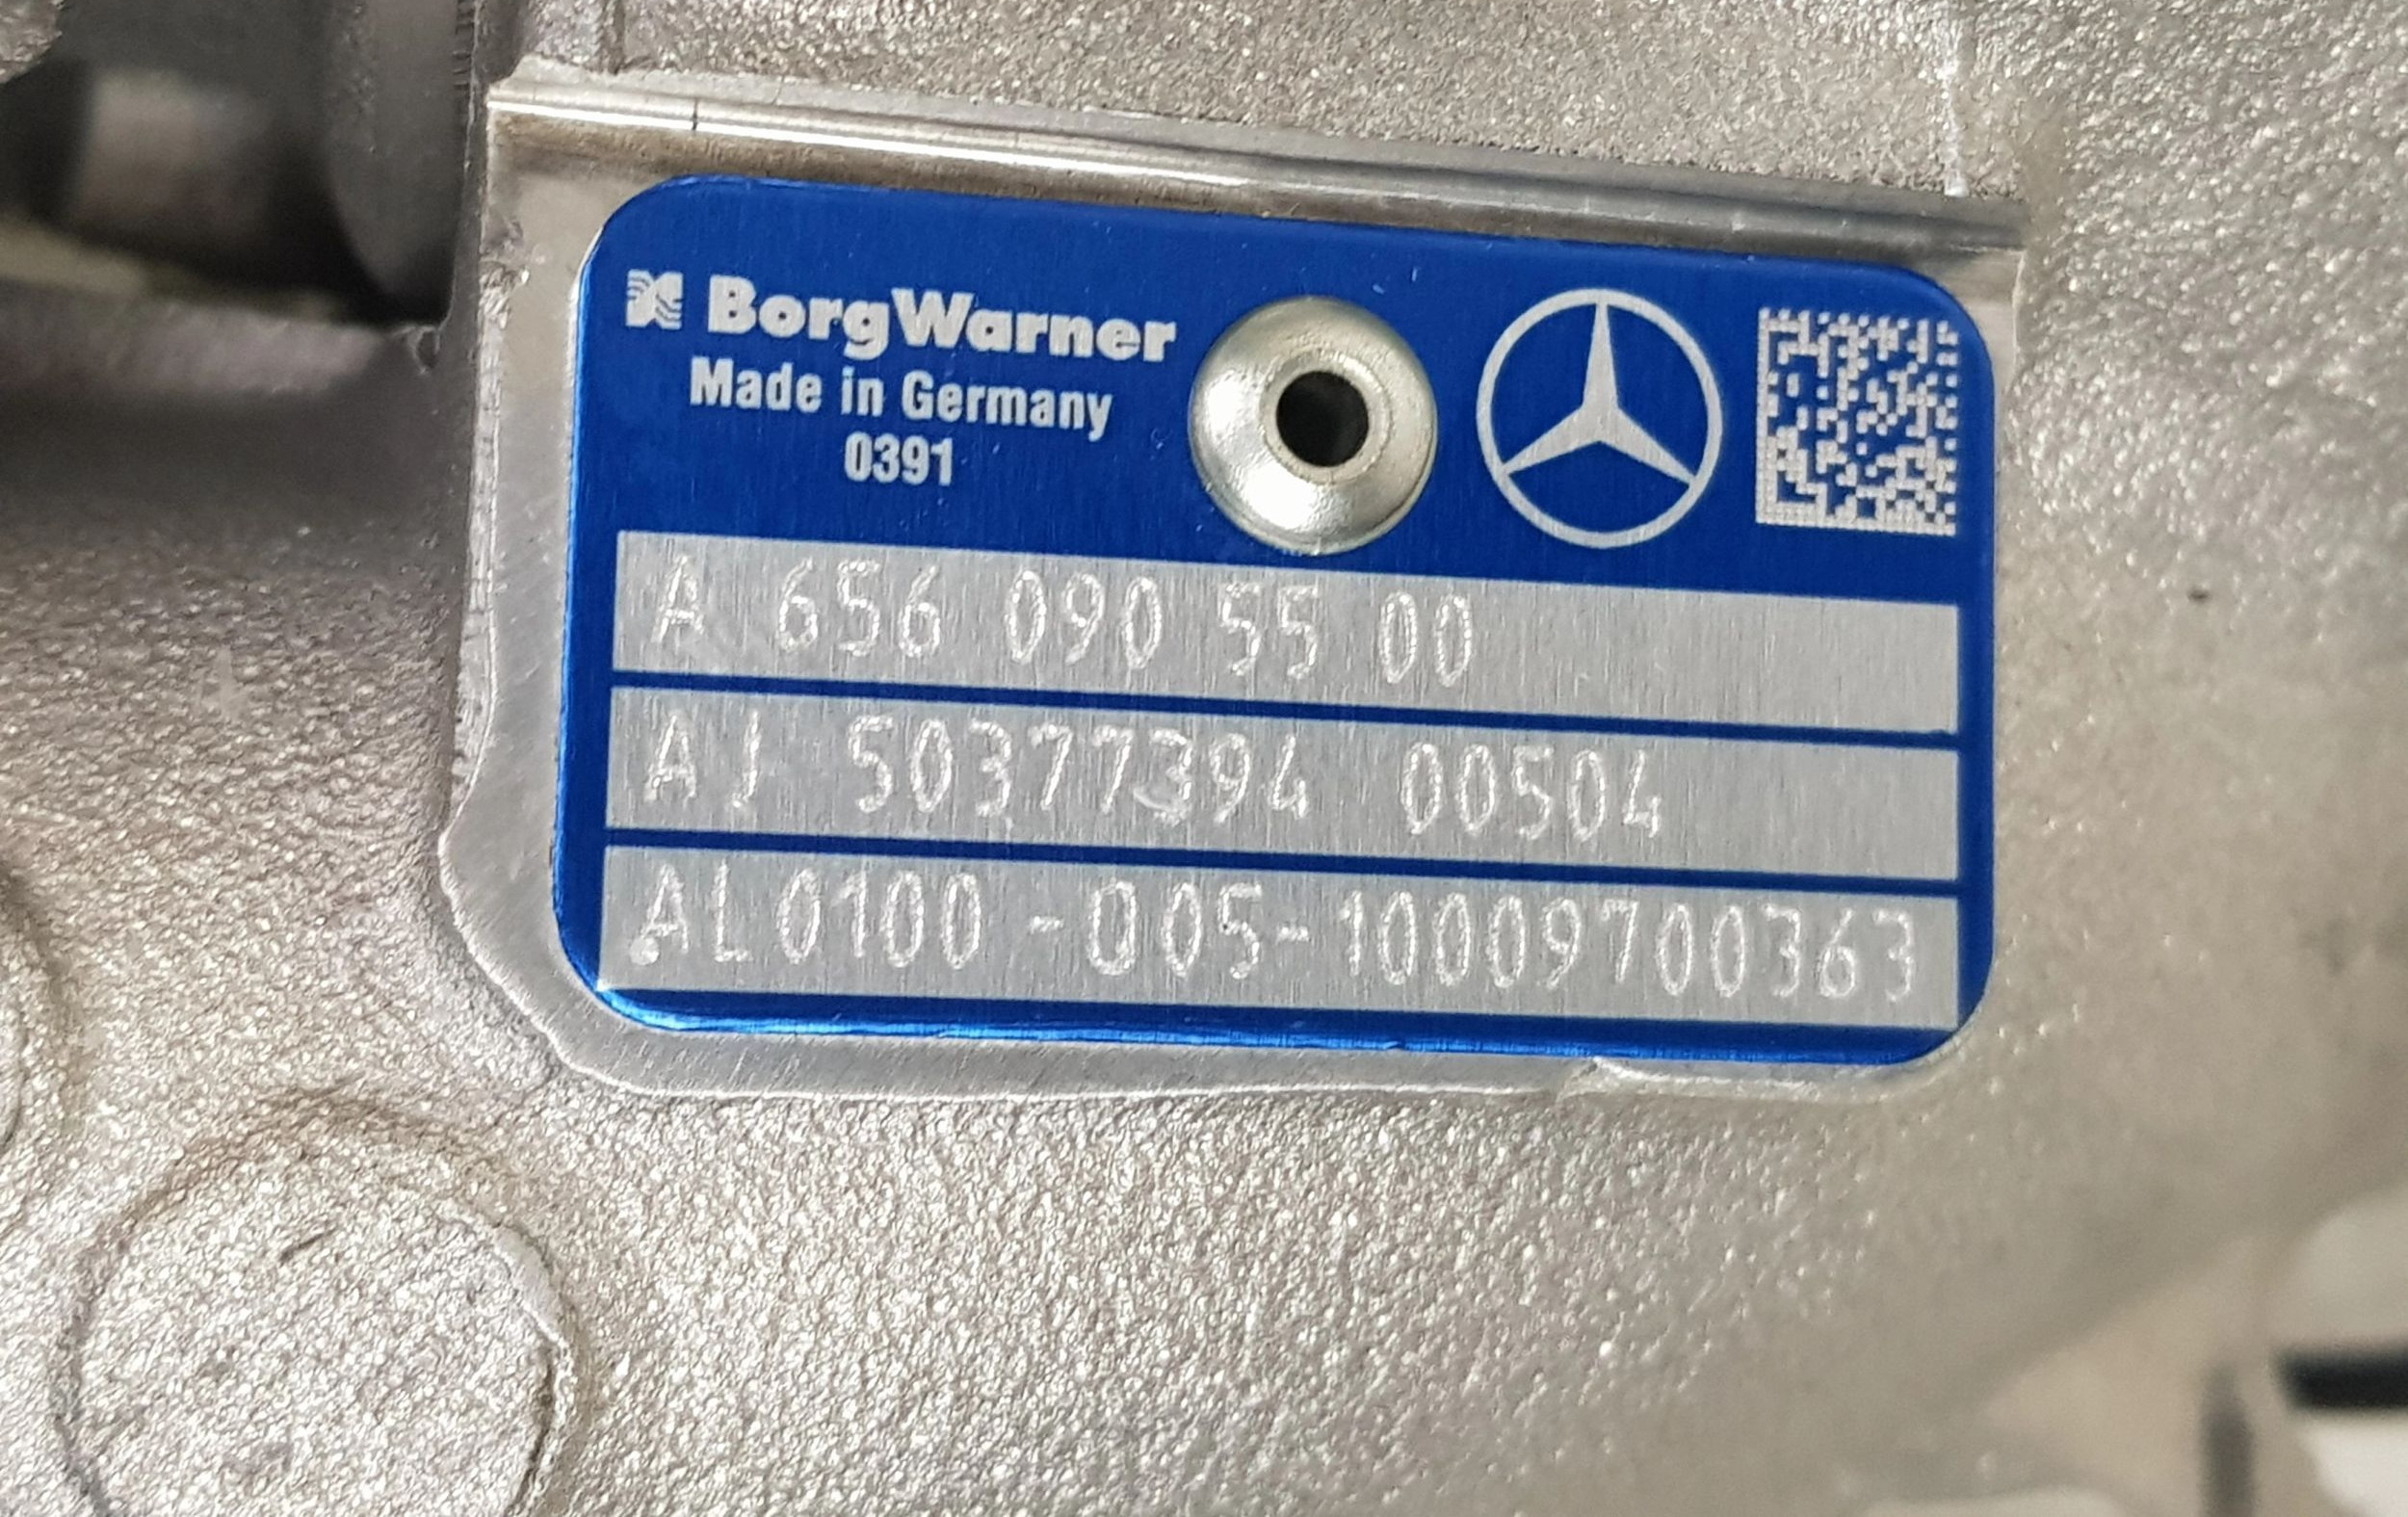 BorgWarner
Made in Germany
0391
A 656 090 55 00
AJ 50377394 00504
AL0100-005-10009700363